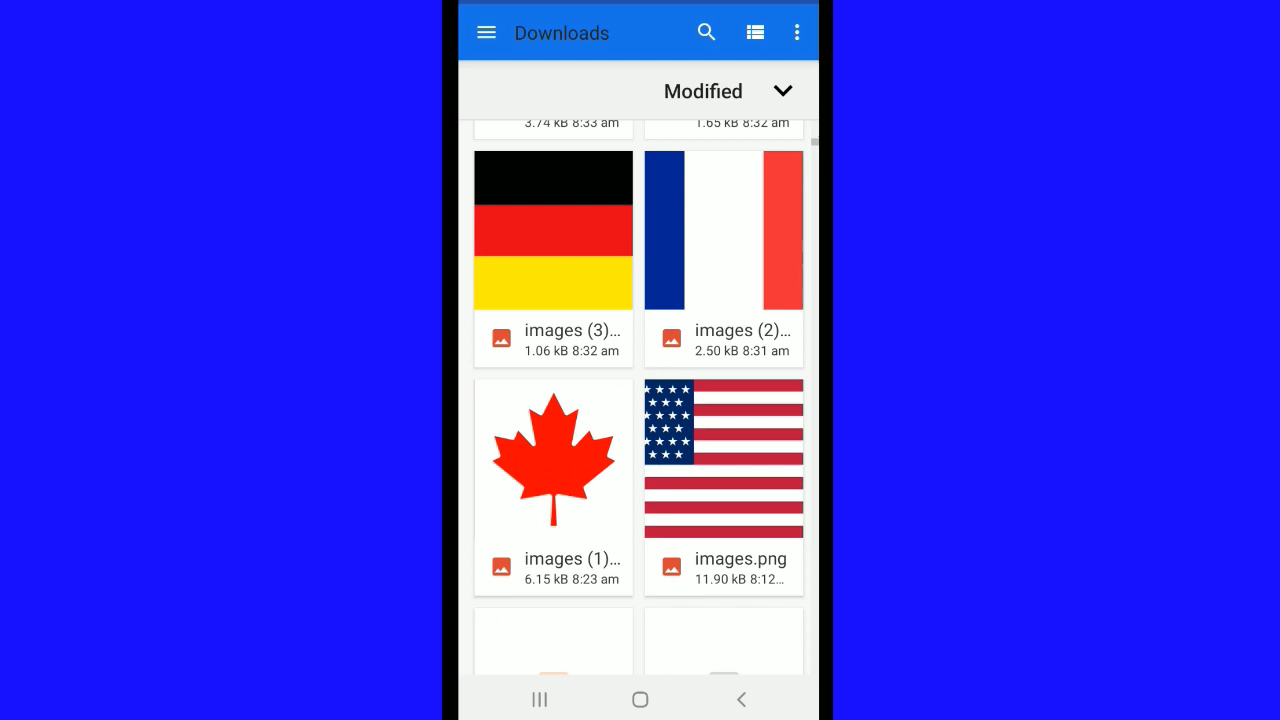 Downloads
Modified
3.74 kB 8:33 am 1.65 kB 8:32 am
images (3)... images (2)...
1.06 kB 8:32 am 2.50 kB 8:31 am
images (1)... images.png
6.15 kB 8:23 am 11.90 kB 8:12...